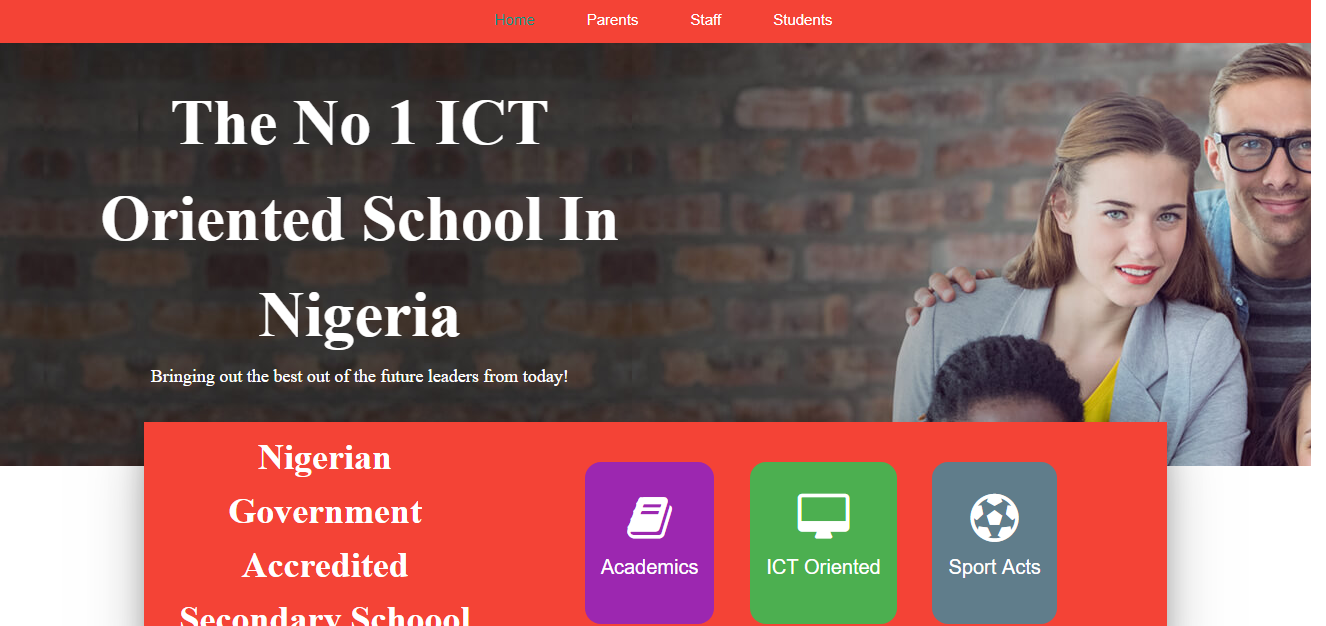 Home Parents Staff Students
The No 1 ICT
Oriented School In
Nigeria
Bringing out the best out of the future leaders from today!
Nigerian
Government
Accredited
Secondary Schoool
Academics
ICT Oriented
Sport Acts